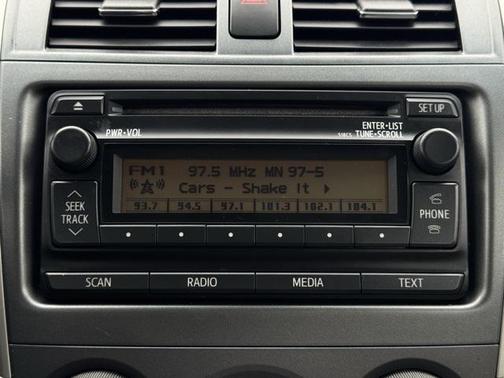 SET UP
PWR·VOL
ENTER·LIST
518C5 TUNE·SCROLL
FM1 97.5 MHz MN 97-5
Cars - Shake It
93.7 94.5 97.1 101.3 102.1 104.1
SEEK
TRACK
PHONE
SCAN RADIO MEDIA TEXT